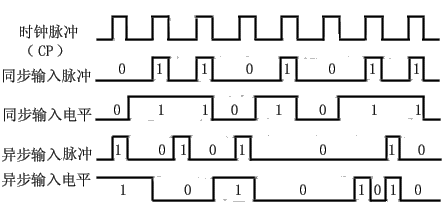 时钟脉冲
(CP)
同步输入脉冲 0 1 1 0 1 0 1 1
同步输入电平 0 1 1 0 1 0 1 1
异步输入脉冲 1 0 1 0 1 0 1 0
异步输入电平 1 0 1 0 1 0 1 0